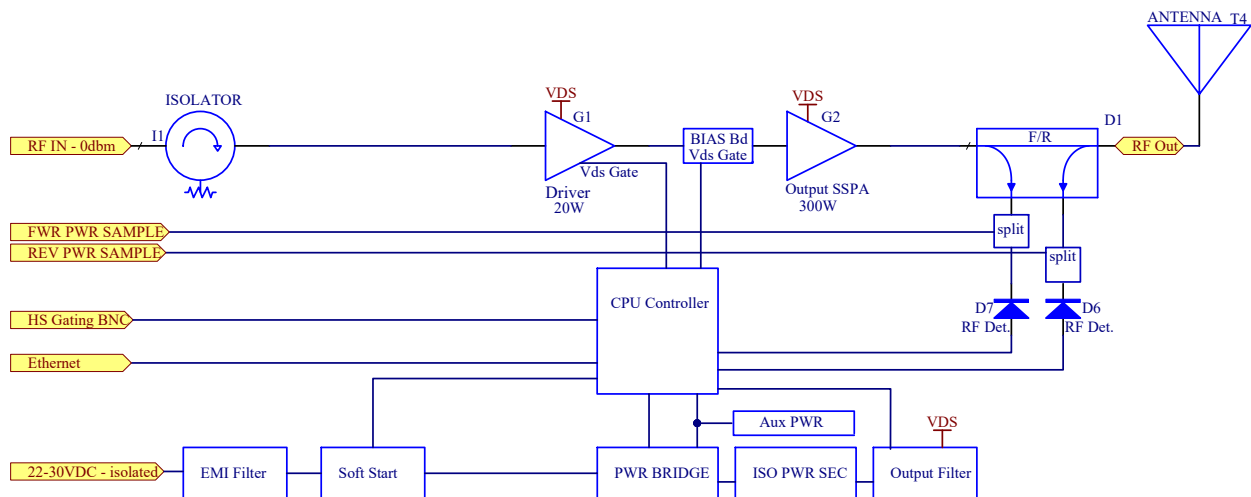 ANTENNA T4
ISOLATOR
VDS
VDS
I1
G1
G2
D1
RF IN - 0dbm
BIAS Bd
Vds Gate
F/R
RF Out
Vds Gate
Driver
20W
Output SSPA
300W
FWR PWR SAMPLE
split
REV PWR SAMPLE
split
CPU Controller
D7
RF Det.
D6
RF Det.
HS Gating BNC
Ethernet
Aux PWR
VDS
22-30VDC - isolated
EMI Filter
Soft Start
PWR BRIDGE
ISO PWR SEC
Output Filter